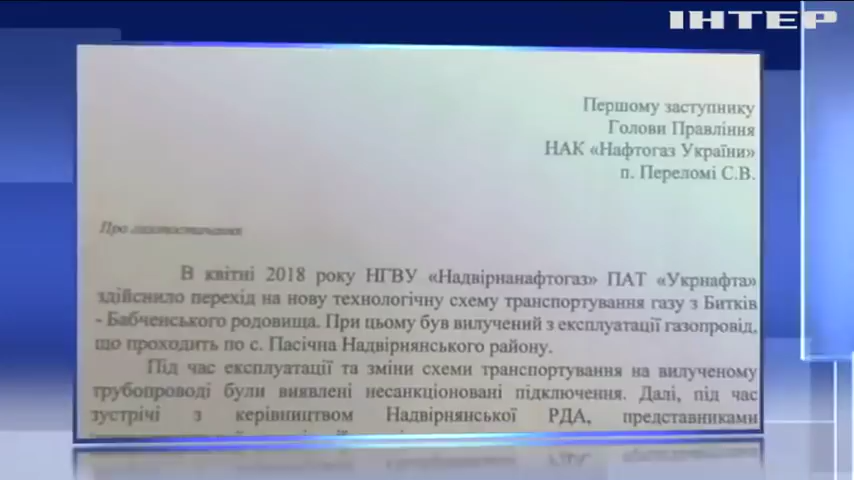 ІНТЕР
Першому заступнику
Голови Правління
НАК «Нафтогаз України»
п. Переломі С.В.
Про газопостачання
В квітні 2018 року НГВУ «Надвірнанафтогаз» ПАТ «Укрнафта»
здійснило перехід на нову технологічну схему транспортування газу з Битків
- Бабченського родовища. При цьому був вилучений з експлуатації газопровід,
що проходить по с. Пасічна Надвірнянського району.
Під час експлуатації та зміни схеми транспортування на вилученому
трубопроводі були виявлені несанкціоновані підключення. Далі, під час
зустрічі з керівництвом Надвірнянської РДА, представниками